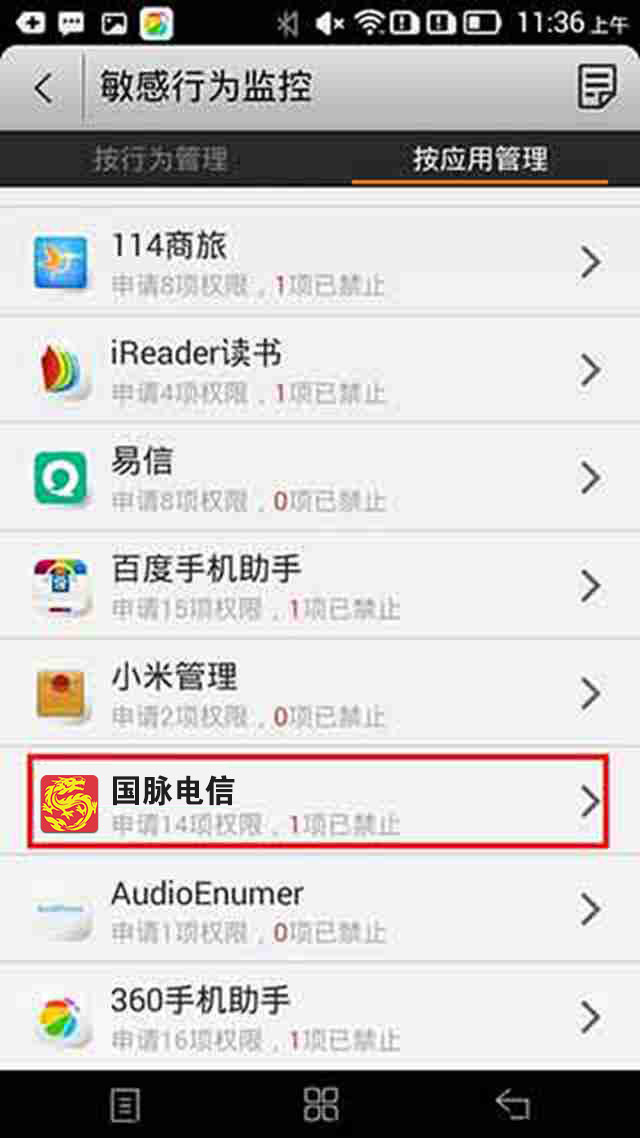 11:36 上午
敏感行为监控
按行为管理
按应用管理
114商旅
申请8项权限，1项已禁止
iReader读书
申请4项权限，1项已禁止
易信
申请8项权限，0项已禁止
百度手机助手
申请15项权限，1项已禁止
小米管理
申请2项权限，0项已禁止
国脉电信
申请14项权限，1项已禁止
AudioEnumer
申请1项权限，0项已禁止
360手机助手
申请16项权限，1项已禁止